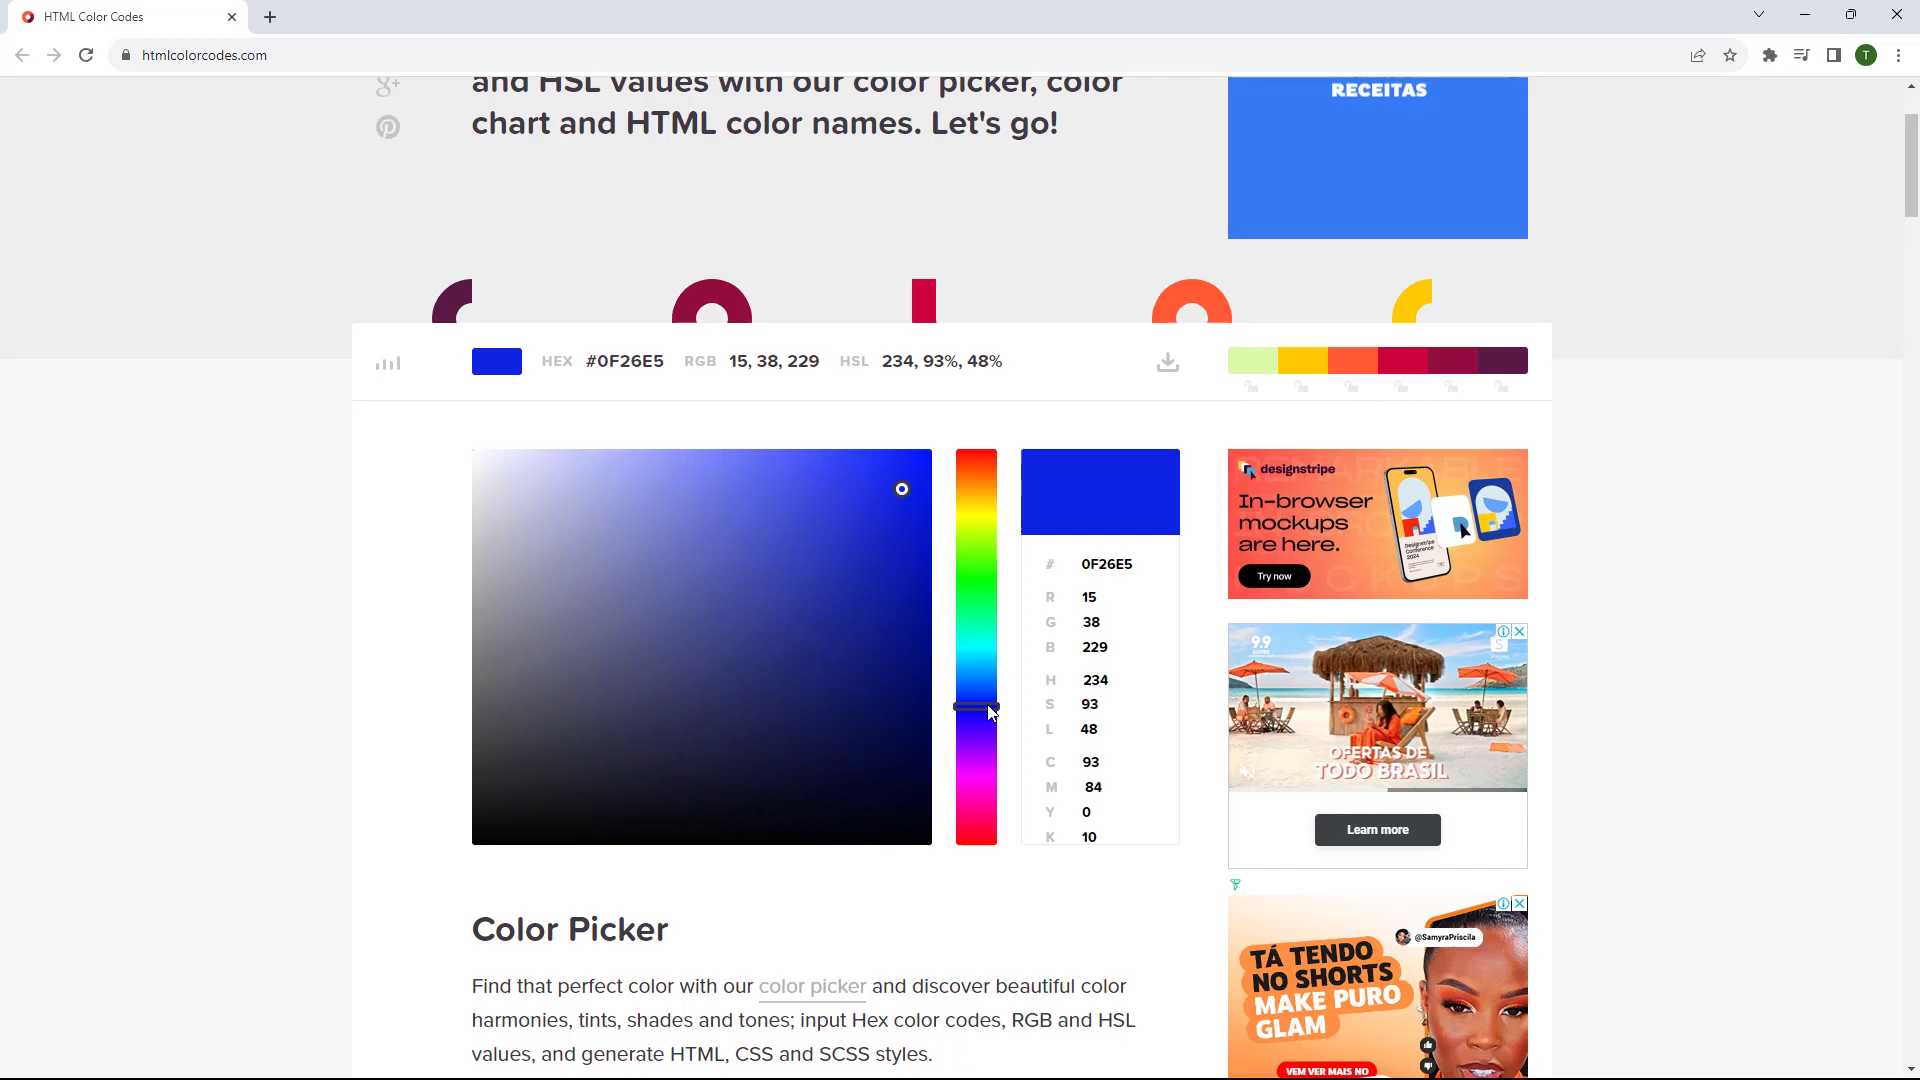 HTML Color Codes
htmlcolorcodes.com
T
and HSL values with our color picker, color
chart and HTML color names. Let's go!
RECEITAS
HEX #0F26E5 RGB 15, 38, 229 HSL 234, 93%, 48%
# 0F26E5
R 15
G 38
B 229
H 234
S 93
L 48
C 93
M 84
Y 0
K 10
designstripe
In-browser
mockups
are here.
Try now
9.9
OFERTAS DE
TODO BRASIL
Learn more
@SamyraPriscila
TÁ TENDO
NO SHORTS
MAKE PURO
GLAM
VEM VER MAIS NO
Color Picker
Find that perfect color with our color picker and discover beautiful color
harmonies, tints, shades and tones; input Hex color codes, RGB and HSL
values, and generate HTML, CSS and SCSS styles.